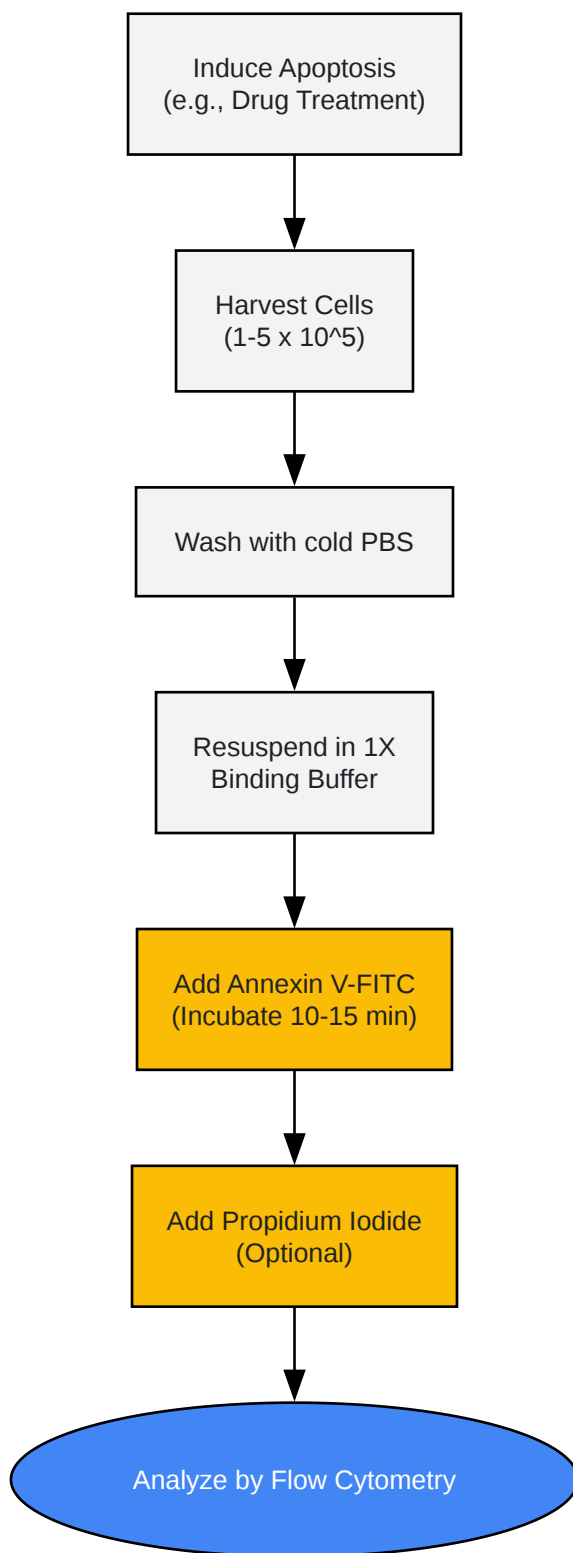 Induce Apoptosis
(e.g., Drug Treatment)
Harvest Cells
(1-5 x 10^5)
Wash with cold PBS
Resuspend in 1X
Binding Buffer
Add Annexin V-FITC
(Incubate 10-15 min)
Add Propidium Iodide
(Optional)
Analyze by Flow Cytometry